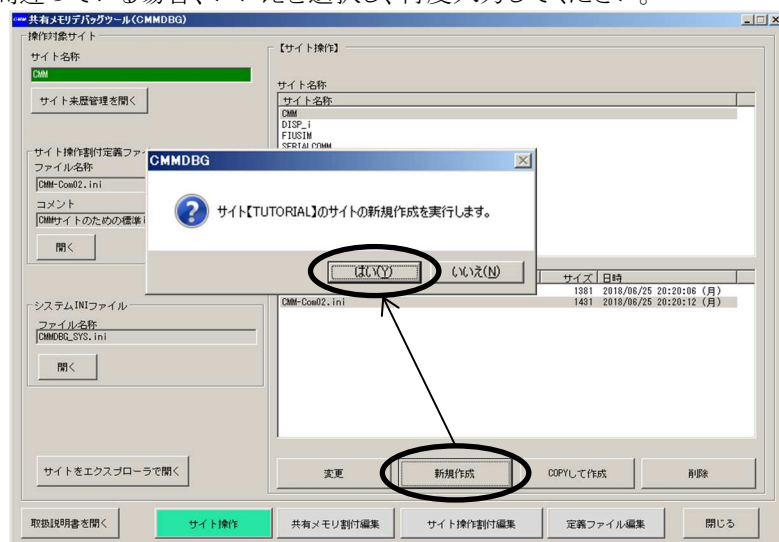 共有メモリデバッグツール(CMMDBG)
操作対象サイト
サイト名称
CMM
サイト来歴管理を開く
サイト操作割付定義ファ
ファイル名称
CMM-Com02.ini
コメント
CMMサイトのための標準
開く
システムINIファイル
ファイル名称
CMMDBG_SYS.ini
開く
サイトをエクスプローラで開く
【サイト操作】
サイト名称
サイト名称
CMM
DISP_i
FIUSIM
SERIALCOMM
CMMDBG
サイト【TUTORIAL】のサイトの新規作成を実行します。
はい(Y) いいえ(N)
サイズ 日時
1381 2018/06/25 20:20:06 (月)
CMM-Com02.ini 1431 2018/06/25 20:20:12 (月)
変更 新規作成 COPYして作成 削除
取扱説明書を開く サイト操作 共有メモリ割付編集 サイト操作割付編集 定義ファイル編集 閉じる